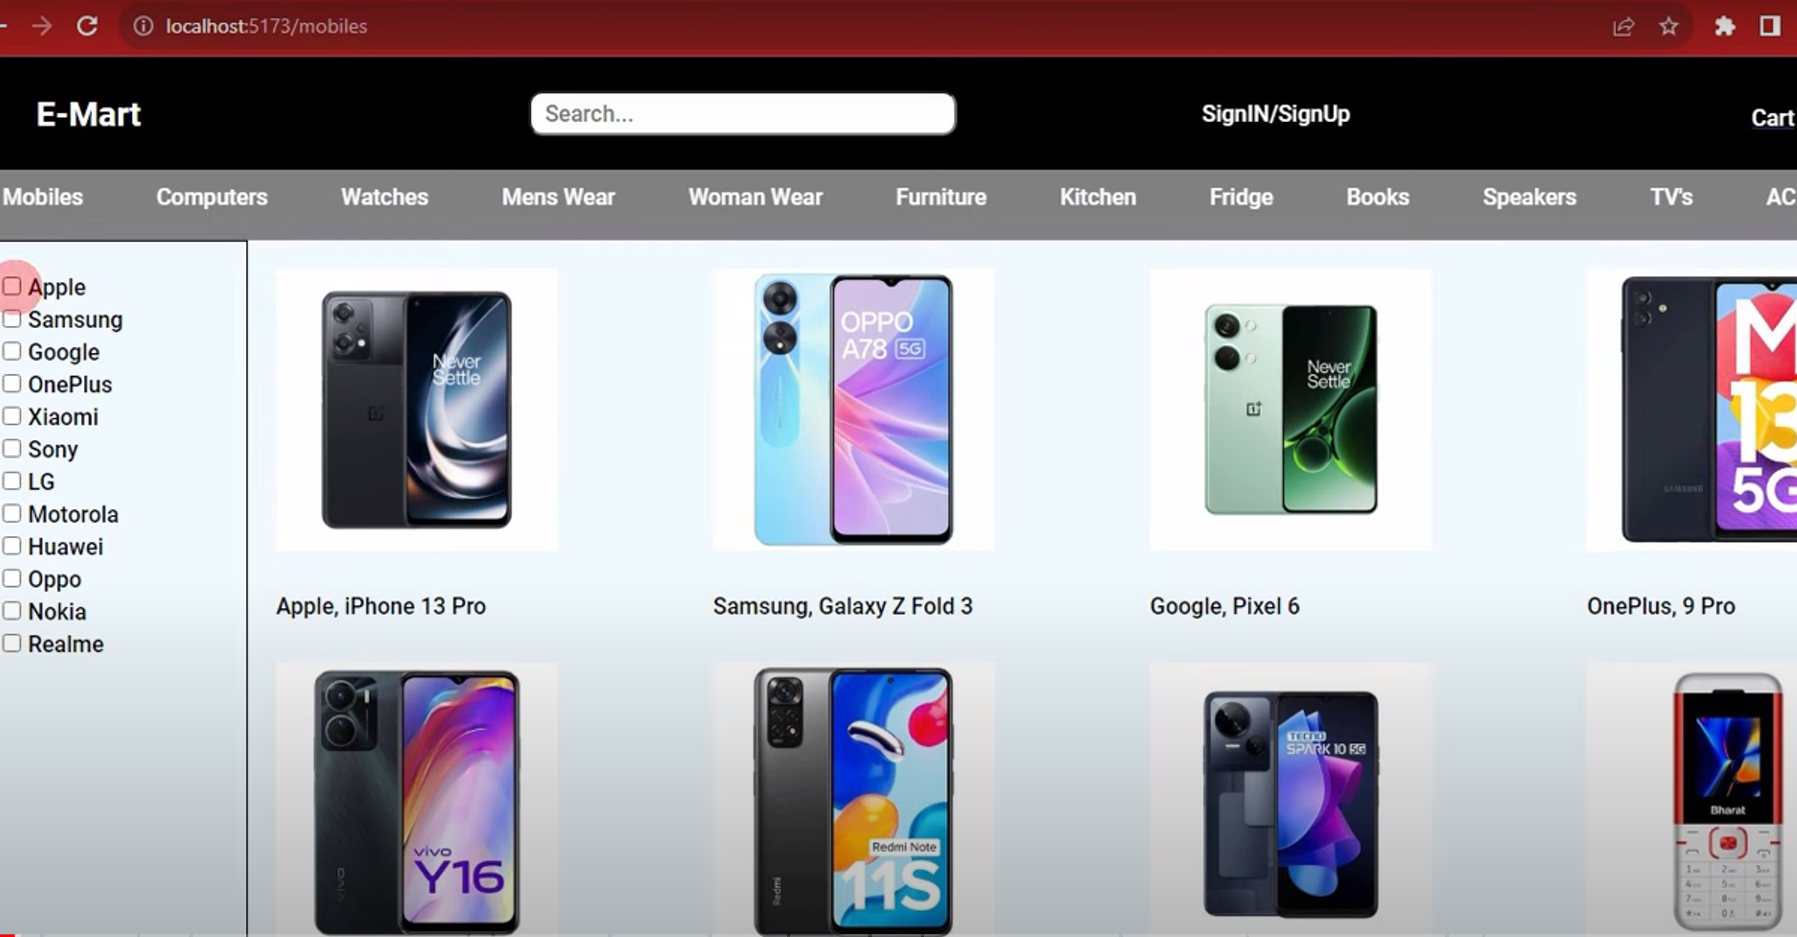 localhost:5173/mobiles
E-Mart
Search...
SignIN/SignUp
Cart
Mobiles Computers Watches Mens Wear Woman Wear Furniture Kitchen Fridge Books Speakers TV's AC
Apple
Samsung
Google
OnePlus
Xiaomi
Sony
LG
Motorola
Huawei
Oppo
Nokia
Realme
Never
Settle
OPPO
A78 5G
Never
Settle
SAMSUNG
M
13
5G
Apple, iPhone 13 Pro
Samsung, Galaxy Z Fold 3
Google, Pixel 6
OnePlus, 9 Pro
vivo
vivo
Y16
Redmi
Redmi Note
11S
TECNO
SPARK 10 5G
Bharat